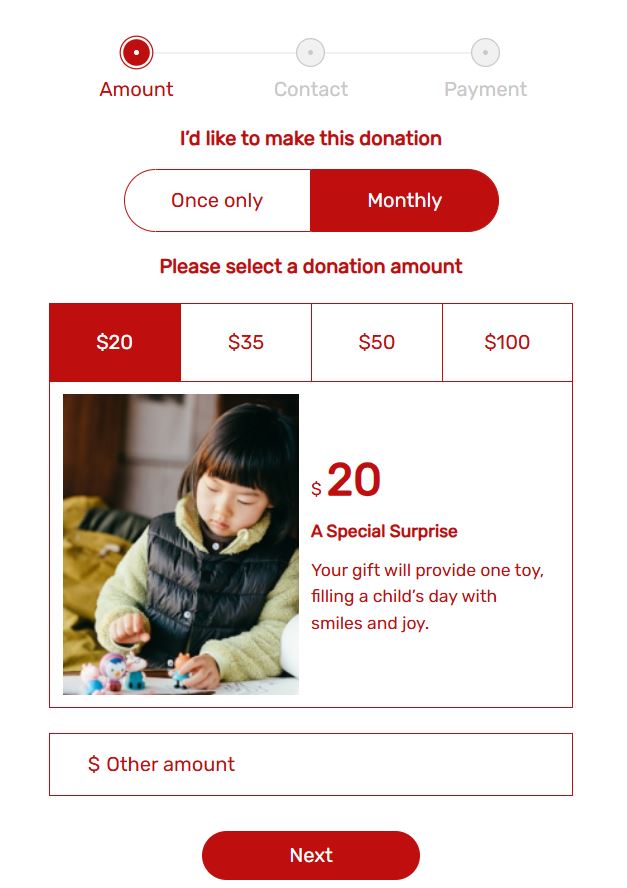 Amount Contact Payment
I’d like to make this donation
Once only Monthly
Please select a donation amount
$20 $35 $50 $100
$ 20
A Special Surprise
Your gift will provide one toy,
filling a child’s day with
smiles and joy.
$ Other amount
Next